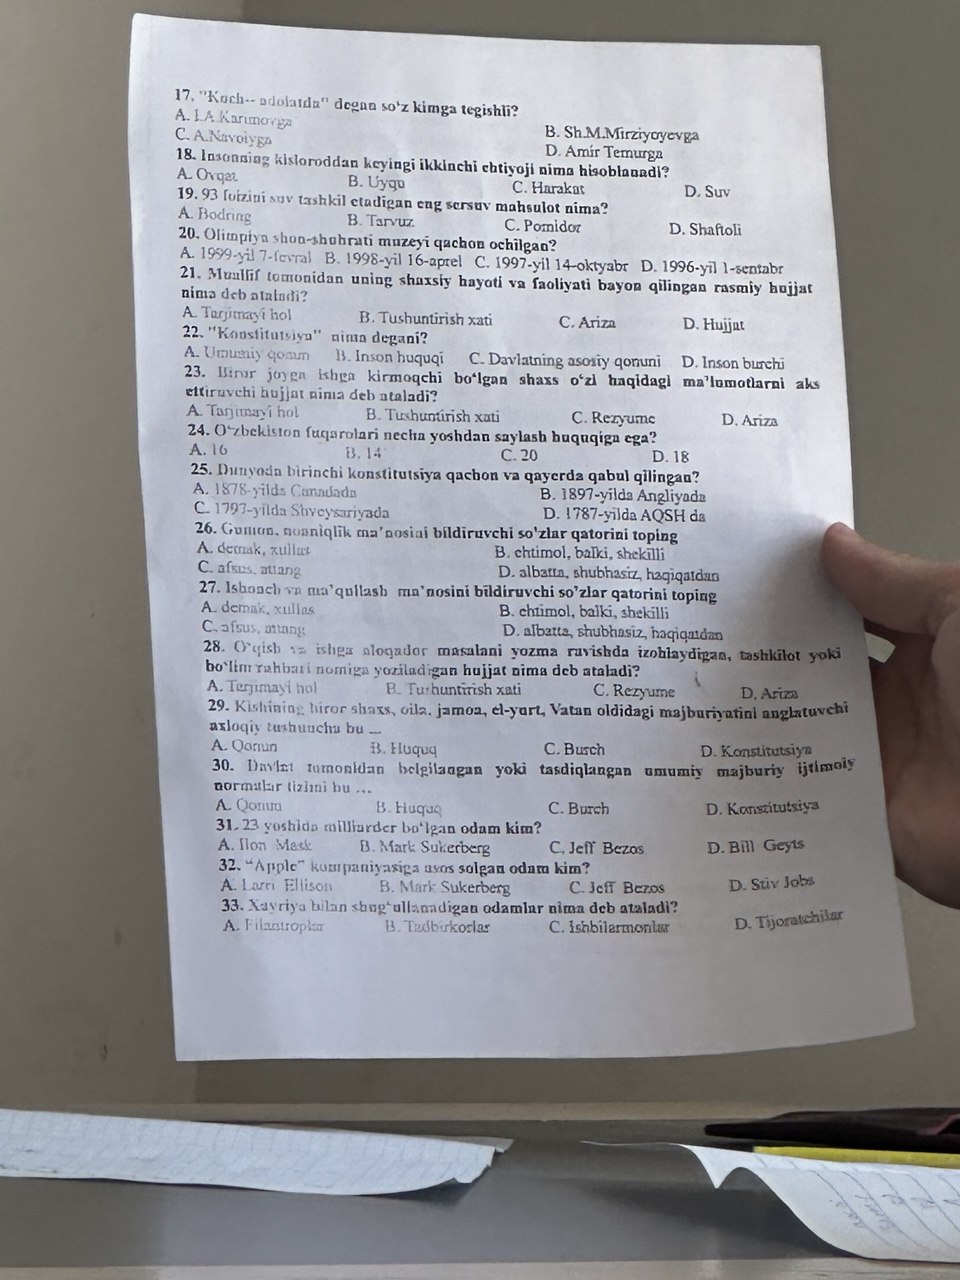 17. "Kuch-- adolatda" degan so'z kimga tegishli?
A. I.A.Karimovga B. Sh.M.Mirziyoyevga
C. A.Navoiyga D. Amir Temurga
18. Insonning kisloroddan keyingi ikkinchi ehtiyoji nima hisoblanadi?
A. Ovqat B. Uyqu C. Harakat D. Suv
19. 93 foizini suv tashkil etadigan eng sersuv mahsulot nima?
A. Bodring B. Tarvuz C. Pomidor D. Shaftoli
20. Olimpiya shon-shuhrati muzeyi qachon ochilgan?
A. 1999-yil 7-fevral B. 1998-yil 16-aprel C. 1997-yil 14-oktyabr D. 1996-yil 1-sentabr
21. Muallif tomonidan uning shaxsiy hayoti va faoliyati bayon qilingan rasmiy hujjat
nima deb ataladi?
A. Tarjimayi hol B. Tushuntirish xati C. Ariza D. Hujjat
22. "Konstitutsiya" nima degani?
A. Umumiy qonun B. Inson huquqi C. Davlatning asosiy qonuni D. Inson burchi
23. Biror joyga ishga kirmoqchi bo'lgan shaxs o'zi haqidagi ma'lumotlarni aks
ettiruvchi hujjat nima deb ataladi?
A. Tarjimayi hol B. Tushuntirish xati C. Rezyume D. Ariza
24. O'zbekiston fuqarolari necha yoshdan saylash huquqiga ega?
A. 16 B. 14 C. 20 D. 18
25. Dunyoda birinchi konstitutsiya qachon va qayerda qabul qilingan?
A. 1878-yilda Canadada B. 1897-yilda Angliyada
C. 1797-yilda Shveysariyada D. 1787-yilda AQSH da
26. Gumon, noaniqlik ma'nosini bildiruvchi so'zlar qatorini toping
A. demak, xullas B. ehtimol, balki, shekilli
C. afsus, attang D. albatta, shubhasiz, haqiqatdan
27. Ishonch va ma'qullash ma'nosini bildiruvchi so'zlar qatorini toping
A. demak, xullas B. ehtimol, balki, shekilli
C. afsus, attang D. albatta, shubhasiz, haqiqatdan
28. O'qish va ishga aloqador masalani yozma ravishda izohlaydigan, tashkilot yoki
bo'lim rahbari nomiga yoziladigan hujjat nima deb ataladi?
A. Tarjimayi hol B. Tushuntirish xati C. Rezyume D. Ariza
29. Kishining biror shaxs, oila, jamoa, el-yurt, Vatan oldidagi majburiyatini anglatuvchi
axloqiy tushuncha bu ...
A. Qonun B. Huquq C. Burch D. Konstitutsiya
30. Davlat tomonidan belgilangan yoki tasdiqlangan umumiy majburiy ijtimoiy
normalar tizimi bu ...
A. Qonun B. Huquq C. Burch D. Konstitutsiya
31. 23 yoshida milliarder bo'lgan odam kim?
A. Ilon Mask B. Mark Sukerberg C. Jeff Bezos D. Bill Geyts
32. "Apple" kompaniyasiga asos solgan odam kim?
A. Larri Ellison B. Mark Sukerberg C. Jeff Bezos D. Stiv Jobs
33. Xayriya bilan shug'ullanadigan odamlar nima deb ataladi?
A. Filantroplar B. Tadbirkorlar C. Ishbilarmonlar D. Tijoratchilar